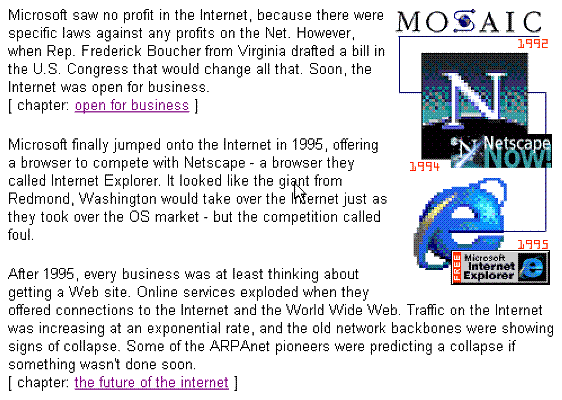 Microsoft saw no profit in the Internet, because there were
specific laws against any profits on the Net. However,
when Rep. Frederick Boucher from Virginia drafted a bill in
the U.S. Congress that would change all that. Soon, the
Internet was open for business.
[ chapter: open for business ]
Microsoft finally jumped onto the Internet in 1995, offering
a browser to compete with Netscape - a browser they
called Internet Explorer. It looked like the giant from
Redmond, Washington would take over the Internet just as
they took over the OS market - but the competition called
foul.
After 1995, every business was at least thinking about
getting a Web site. Online services exploded when they
offered connections to the Internet and the World Wide Web. Traffic on the Internet
was increasing at an exponential rate, and the old network backbones were showing
signs of collapse. Some of the ARPAnet pioneers were predicting a collapse if
something wasn't done soon.
[ chapter: the future of the internet ]
MOSAIC
1992
N
N Netscape
Now!
1994
e
1995
FREE
Microsoft
Internet
Explorer
e